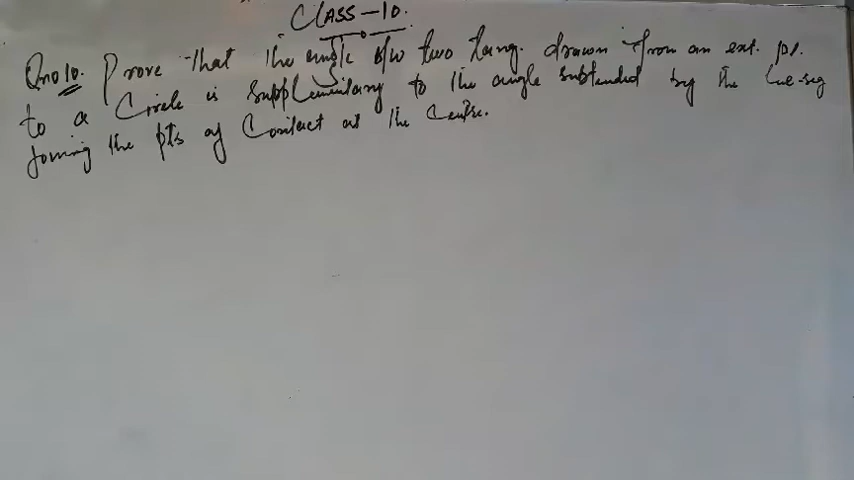 CLASS-10.
Qno10. Prove that the angle b/w two tang. drawn from an ext. pt.
to a Circle is supplementary to the angle subtended by the line-seg
Joining the pts of Contact at the Centre.